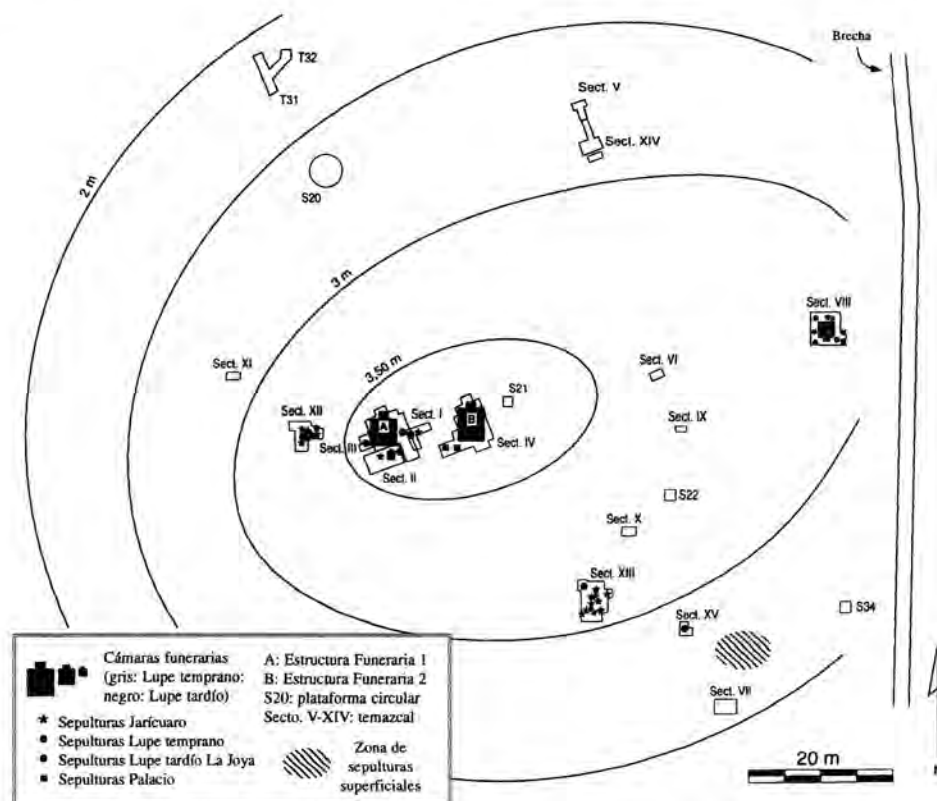 Brecha
T32
T31
Sect. V
Sect. XIV
S20
2 m
3 m
Sect. VIII
Sect. XI
3,50 m
Sect. VI
S21
Sect. XII
Sect. I
A
B
Sect. III
Sect. IX
Sect. IV
Sect. II
S22
Sect. X
Sect. XIII
Sect. XV
S34
Sect. VII
Cámaras funerarias
(gris: Lupe temprano:
negro: Lupe tardío)
Sepulturas Jarícuaro
Sepulturas Lupe temprano
Sepulturas Lupe tardío La Joya
Sepulturas Palacio
A: Estructura Funeraria 1
B: Estructura Funeraria 2
S20: plataforma circular
Secto. V-XIV: temazcal
Zona de
sepulturas
superficiales
20 m